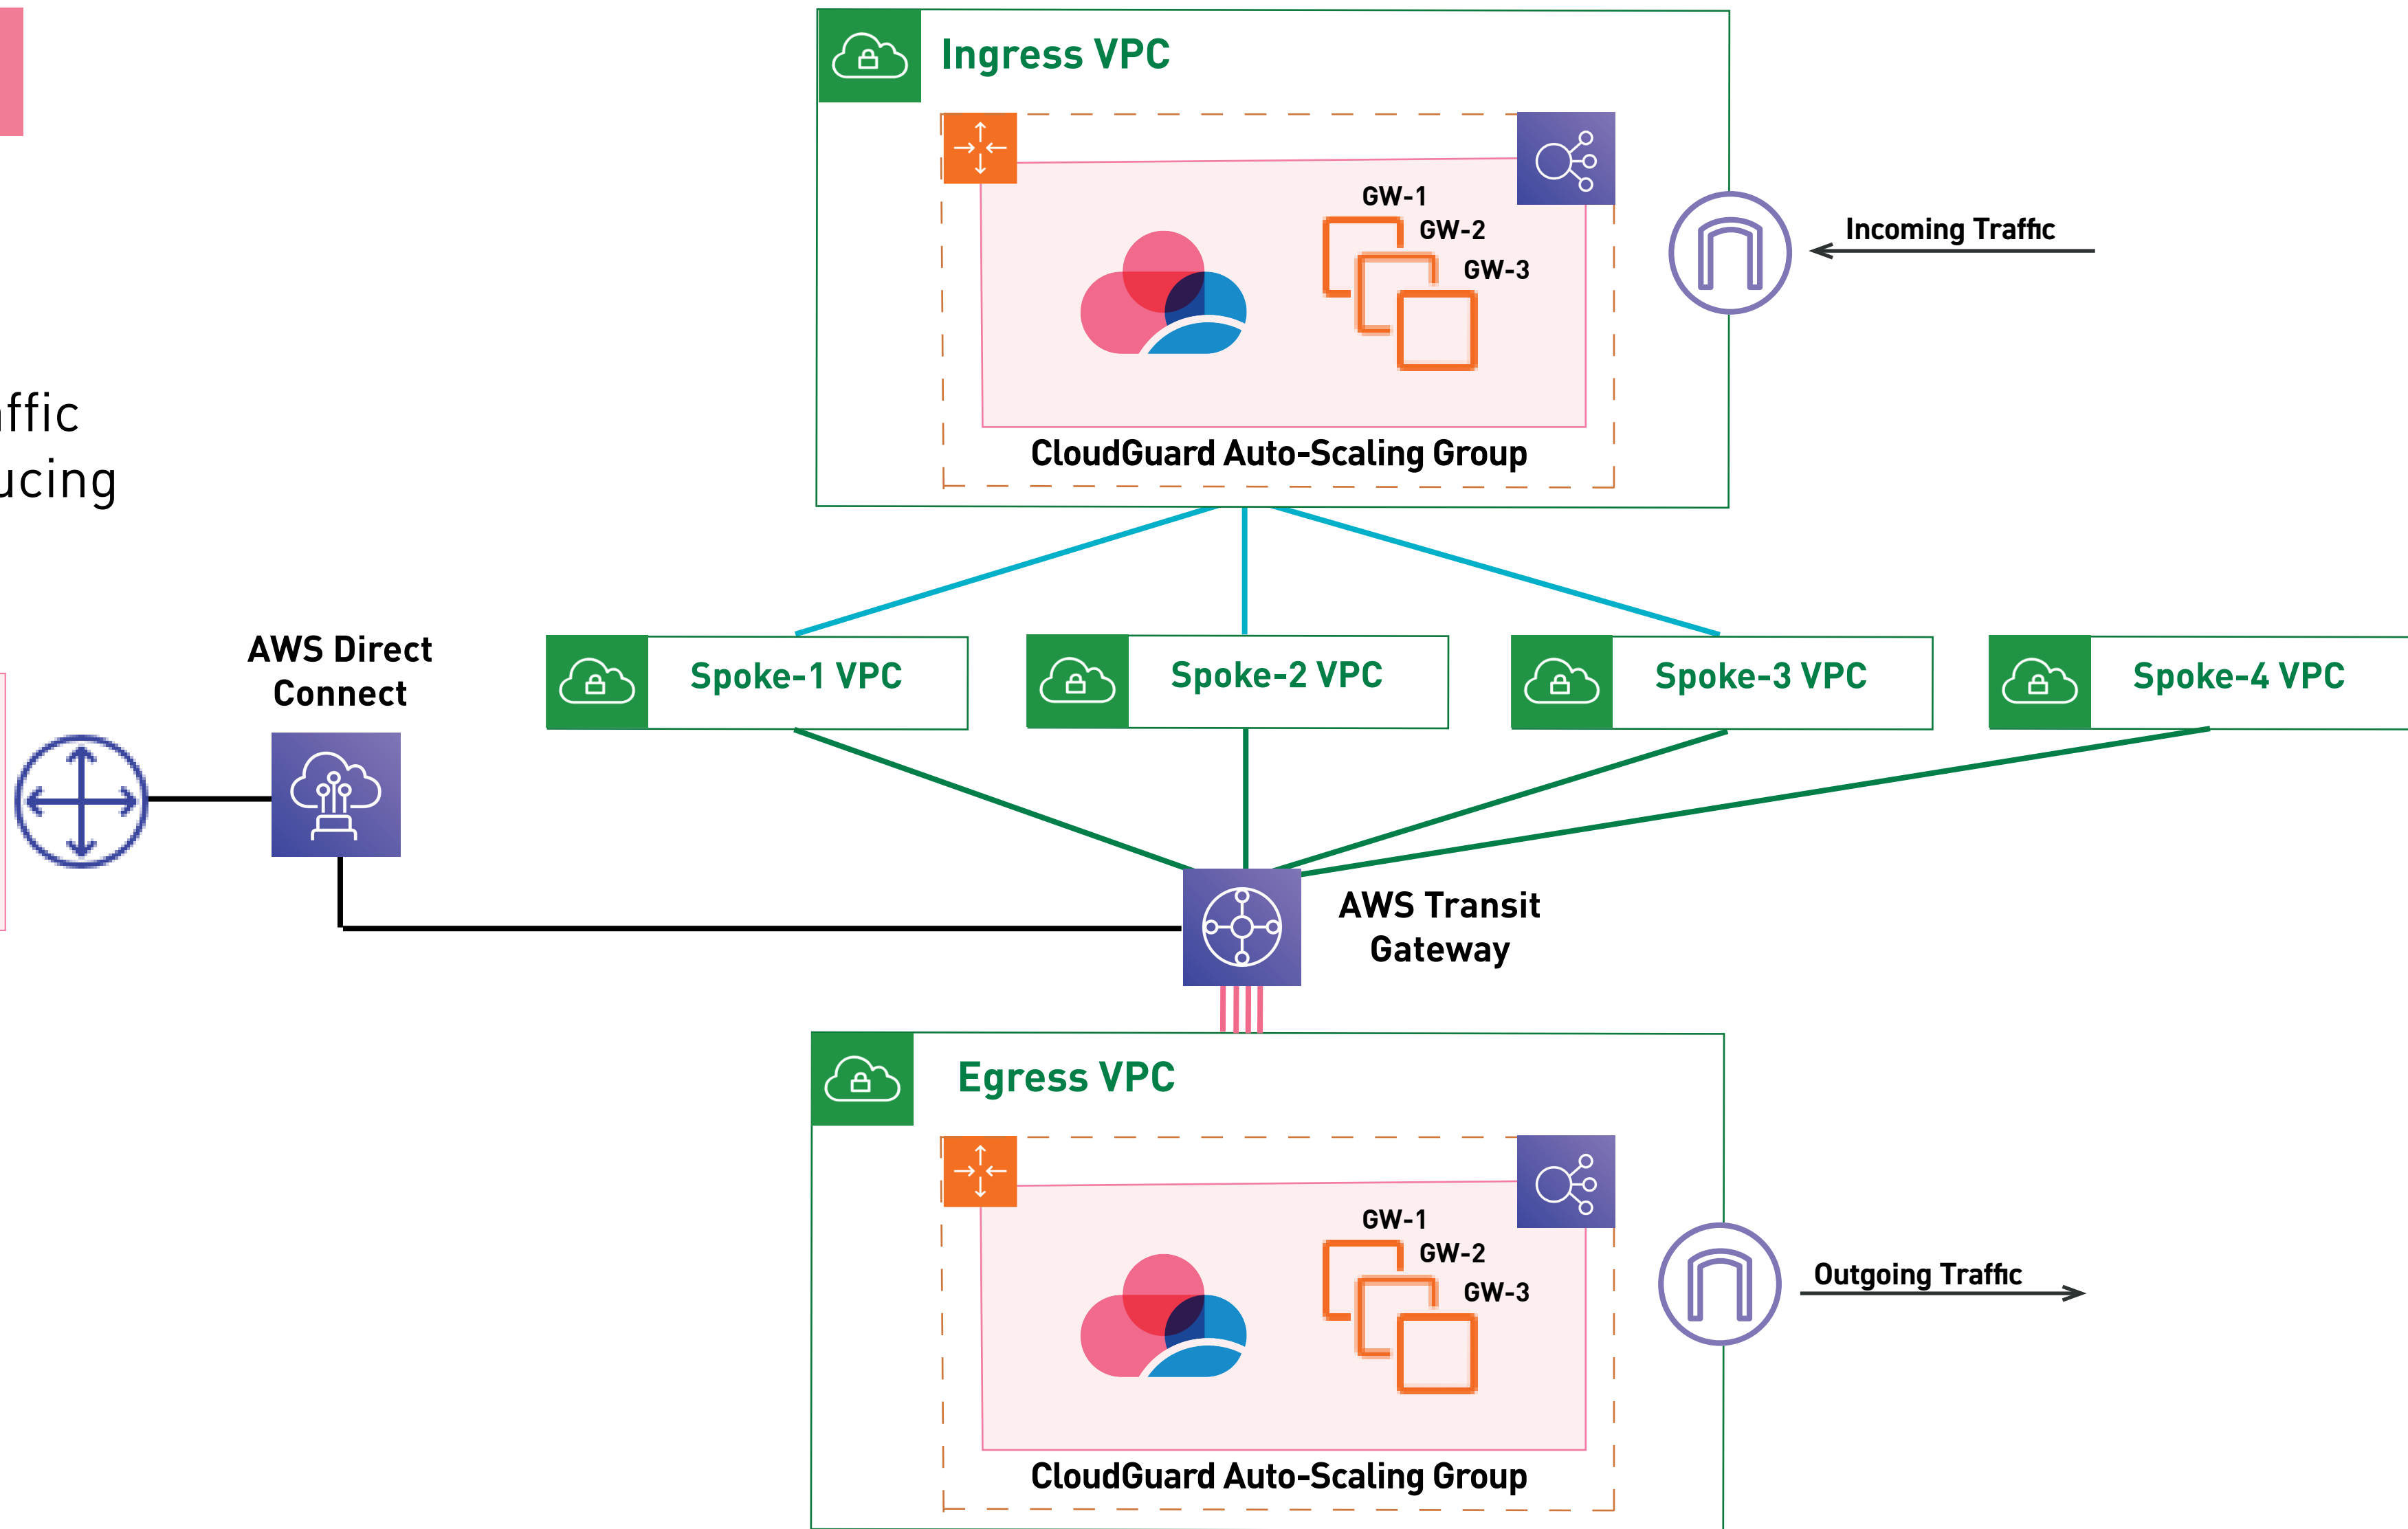 Ingress VPC
GW-1
GW-2
GW-3
Incoming Traffic
CloudGuard Auto-Scaling Group
AWS Direct
Connect
Spoke-1 VPC
Spoke-2 VPC
Spoke-3 VPC
Spoke-4 VPC
AWS Transit
Gateway
Egress VPC
GW-1
GW-2
GW-3
Outgoing Traffic
CloudGuard Auto-Scaling Group